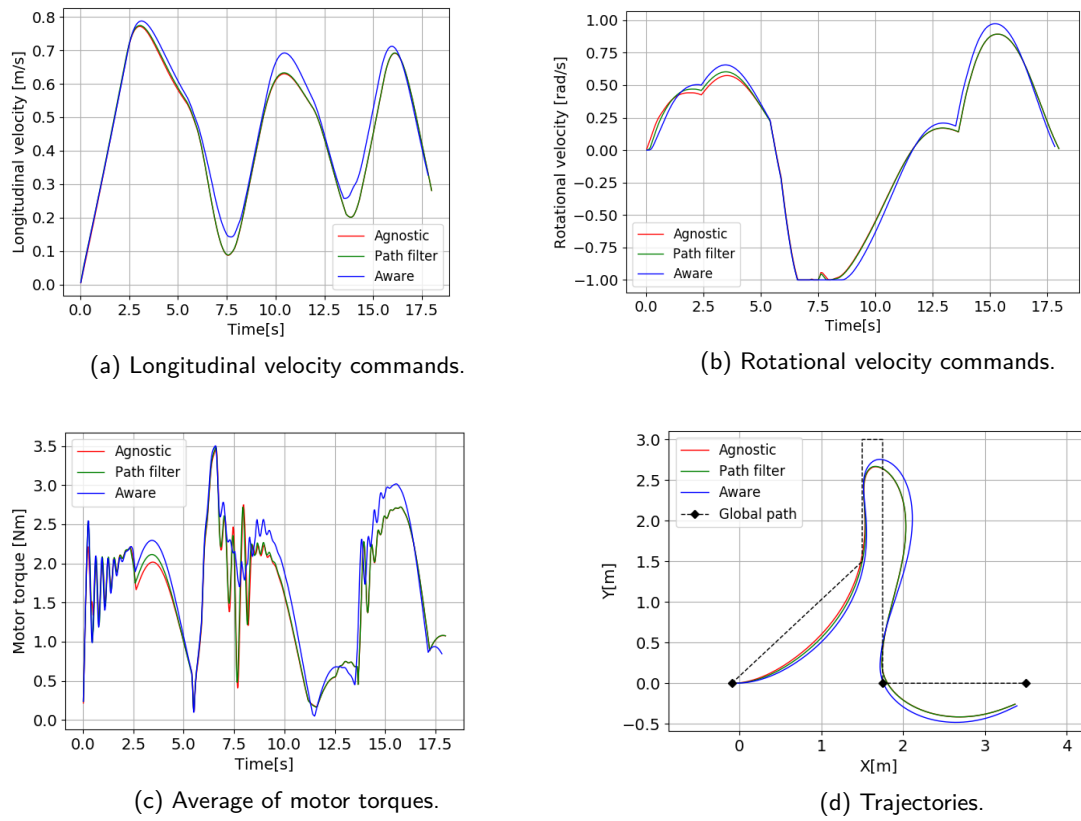 0.8
0.7
0.6
0.5
0.4
0.3
0.2
0.1
0.0
Longitudinal velocity [m/s]
Agnostic
Path filter
Aware
0.0 2.5 5.0 7.5 10.0 12.5 15.0 17.5
Time[s]
(a) Longitudinal velocity commands.
1.00
0.75
0.50
0.25
0.00
−0.25
−0.50
−0.75
−1.00
Rotational velocity [rad/s]
Agnostic
Path filter
Aware
0.0 2.5 5.0 7.5 10.0 12.5 15.0 17.5
Time[s]
(b) Rotational velocity commands.
3.5
3.0
2.5
2.0
1.5
1.0
0.5
0.0
Motor torque [Nm]
Agnostic
Path filter
Aware
0.0 2.5 5.0 7.5 10.0 12.5 15.0 17.5
Time[s]
(c) Average of motor torques.
3.0
2.5
2.0
1.5
1.0
0.5
0.0
−0.5
Y[m]
Agnostic
Path filter
Aware
Global path
0 1 2 3 4
X[m]
(d) Trajectories.